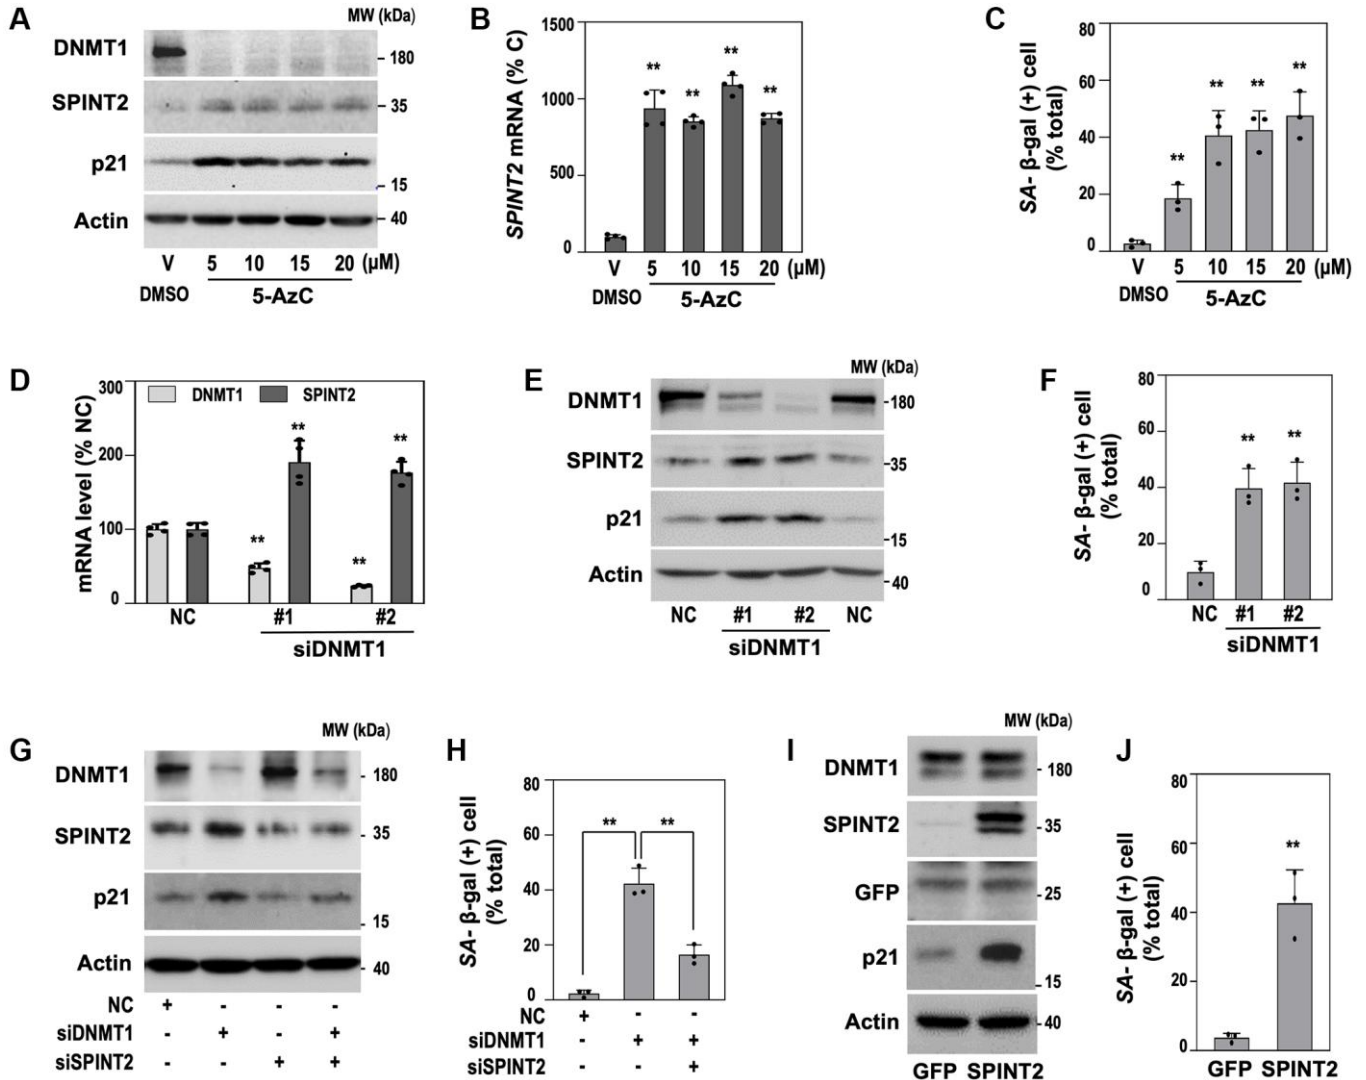 A
MW (kDa)
DNMT1
- 180
SPINT2
- 35
p21
- 15
Actin
- 40
V 5 10 15 20 (μM)
DMSO 5-AzC
B
SPINT2 mRNA (% C)
1500
1000
500
0
** ** ** **
V 5 10 15 20 (μM)
DMSO 5-AzC
C
SA- β-gal (+) cell
(% total)
80
60
40
20
0
** ** ** **
V 5 10 15 20 (μM)
DMSO 5-AzC
D
mRNA level (% NC)
300
200
100
0
DNMT1 SPINT2
** ** ** **
NC #1 #2
siDNMT1
E
MW (kDa)
DNMT1
- 180
SPINT2
-35
p21
-15
Actin
- 40
NC #1 #2 NC
siDNMT1
F
SA- β-gal (+) cell
(% total)
80
60
40
20
0
** **
NC #1 #2
siDNMT1
G
MW (kDa)
DNMT1
- 180
SPINT2
- 35
p21
- 15
Actin
- 40
NC + - - -
siDNMT1 - + - +
siSPINT2 - - + +
H
SA- β-gal (+) cell
(% total)
80
60
40
20
0
** **
NC + - -
siDNMT1 - + +
siSPINT2 - - +
I
MW (kDa)
DNMT1
- 180
SPINT2
- 35
GFP
- 25
p21
- 15
Actin
- 40
GFP SPINT2
J
SA- β-gal (+) cell
(% total)
80
60
40
20
0
**
GFP SPINT2